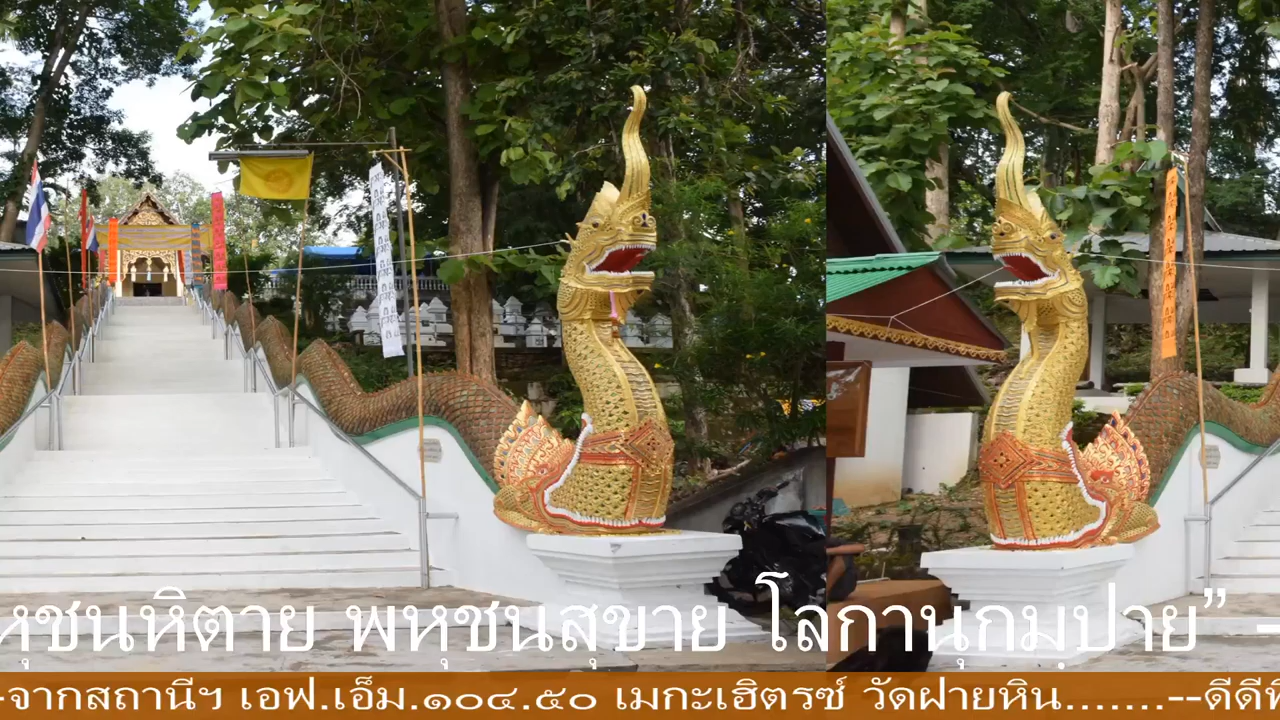 หุชนหิตาย พหุชนสุขาย โลกานุกมฺปาย” -
-จากสถานีฯ เอฟ.เอ็ม.๑๐๔.๕๐ เมกะเฮิตรซ์ วัดฝ่ายหิน.......--ดีดี